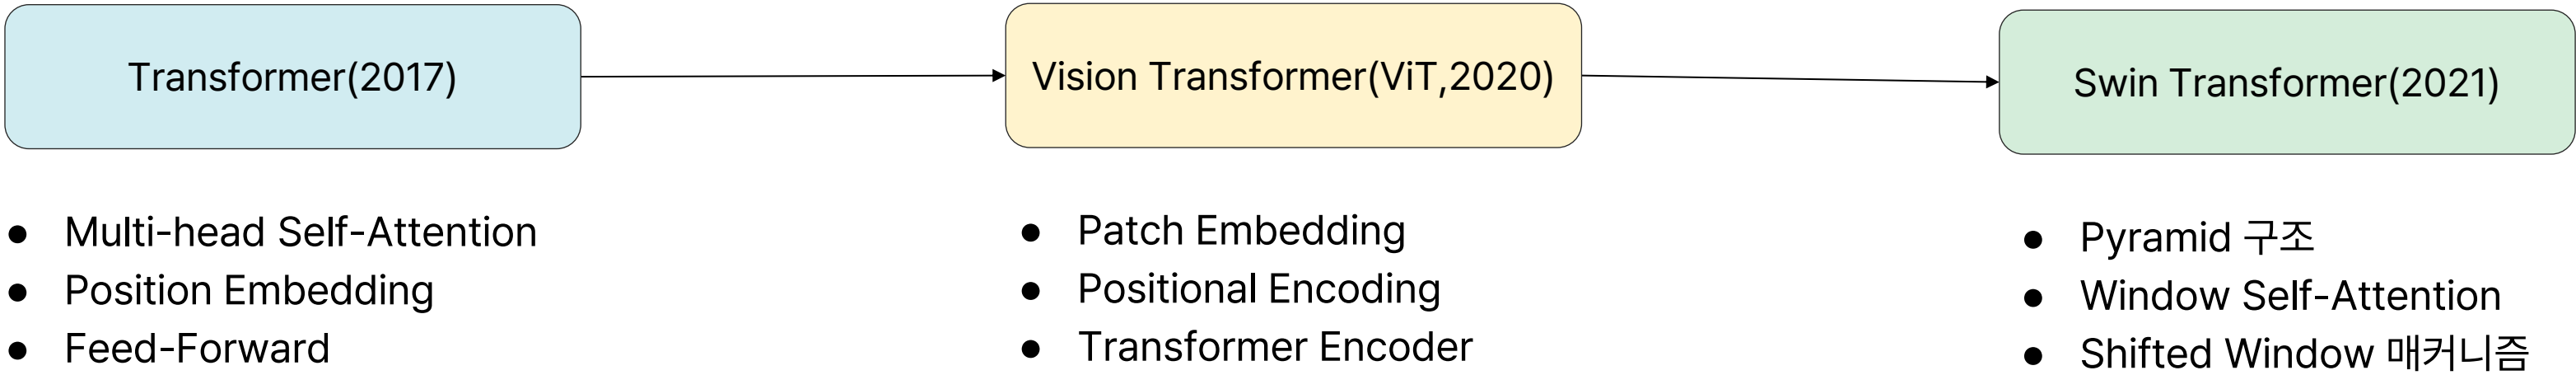 Transformer(2017)
Vision Transformer(ViT,2020)
Swin Transformer(2021)
● Multi-head Self-Attention
● Position Embedding
● Feed-Forward
● Patch Embedding
● Positional Encoding
● Transformer Encoder
● Pyramid 구조
● Window Self-Attention
● Shifted Window 매커니즘